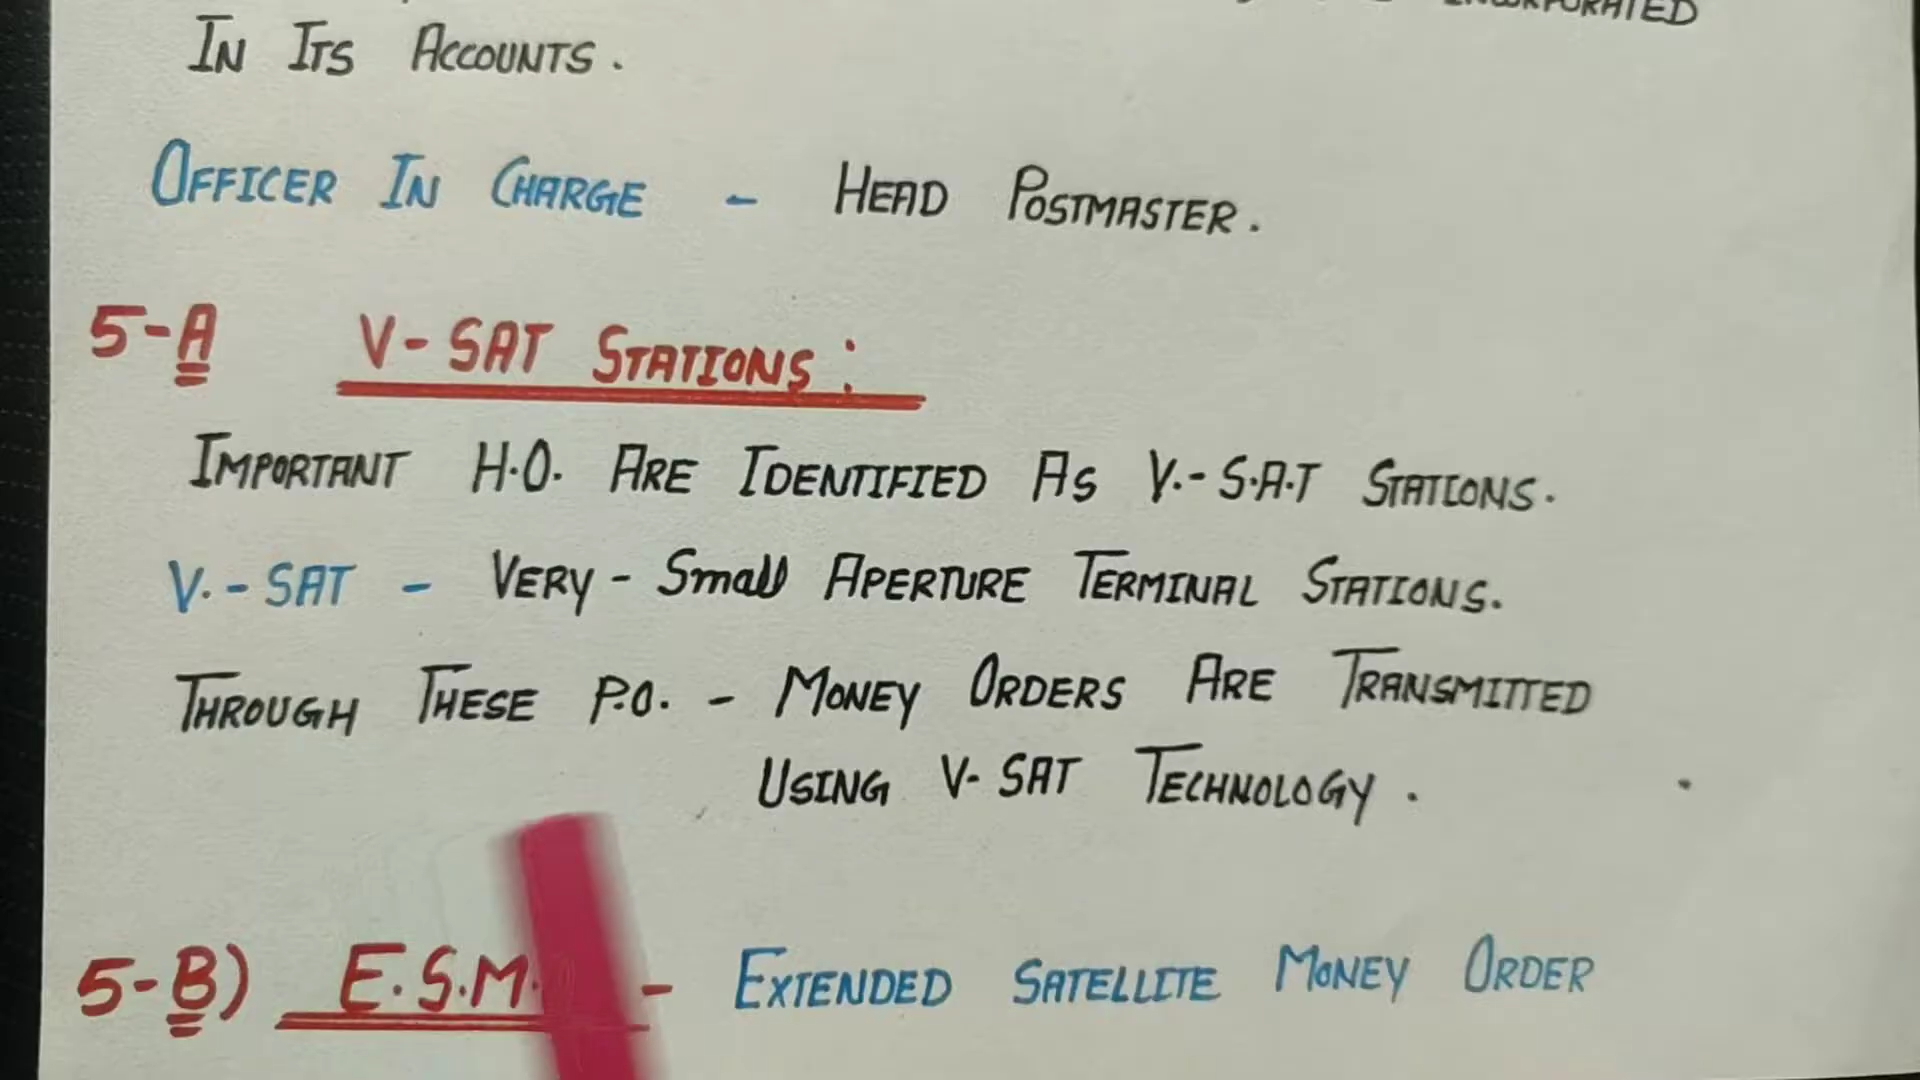 INCORPORATED
IN ITS ACCOUNTS.
OFFICER IN CHARGE - HEAD POSTMASTER.
5-A V-SAT STATIONS:
IMPORTANT H.O. ARE IDENTIFIED AS V.-S.A.T STATIONS.
V.-SAT - VERY-Small APERTURE TERMINAL STATIONS.
THROUGH THESE P.O. - MONEY ORDERS ARE TRANSMITTED
USING V-SAT TECHNOLOGY.
5-B) E.S.M. - EXTENDED SATELLITE MONEY ORDER